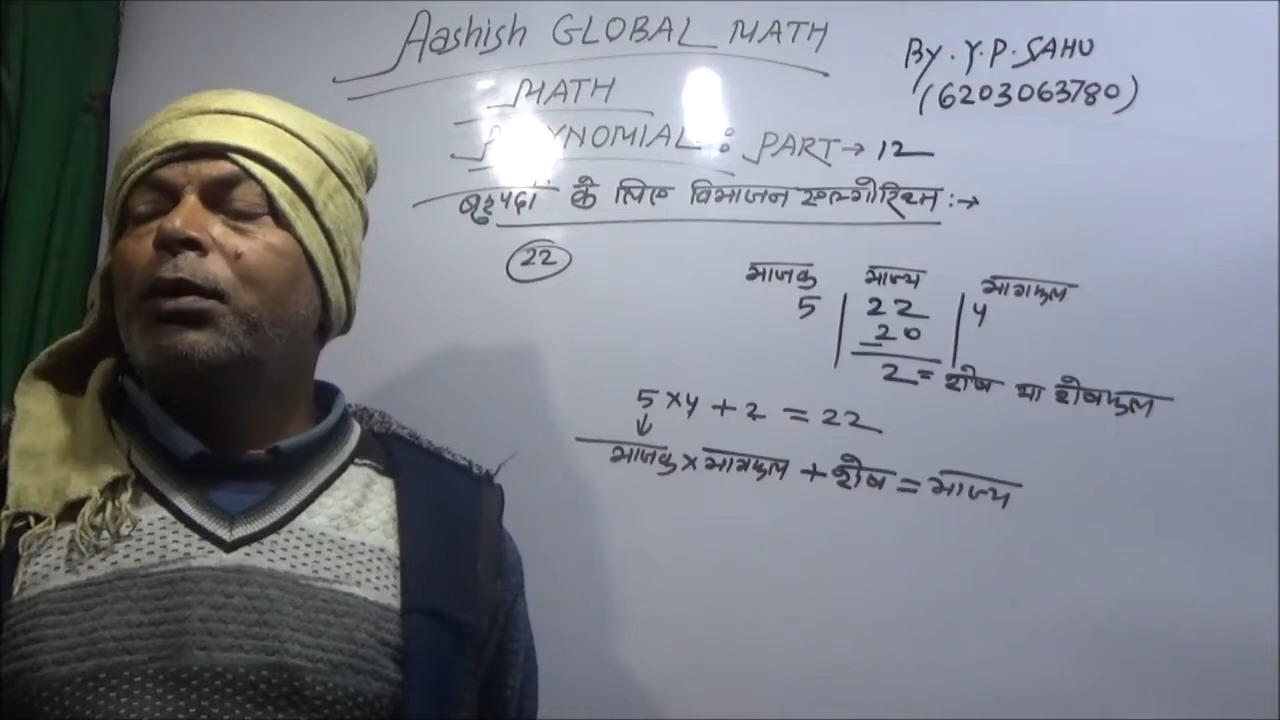 Aashish GLOBAL MATH
By. Y. P. SAHU
(6203063780)
MATH
POLYNOMIAL : PART → 12
बहुपदों के लिए विभाजन एल्गोरिथ्म :→
22
भाजक भाज्य भागफल
5 | 22 | 4
20
2 = शेष या शेषफल
5 × 4 + 2 = 22
↓
भाजक × भागफल + शेष = भाज्य